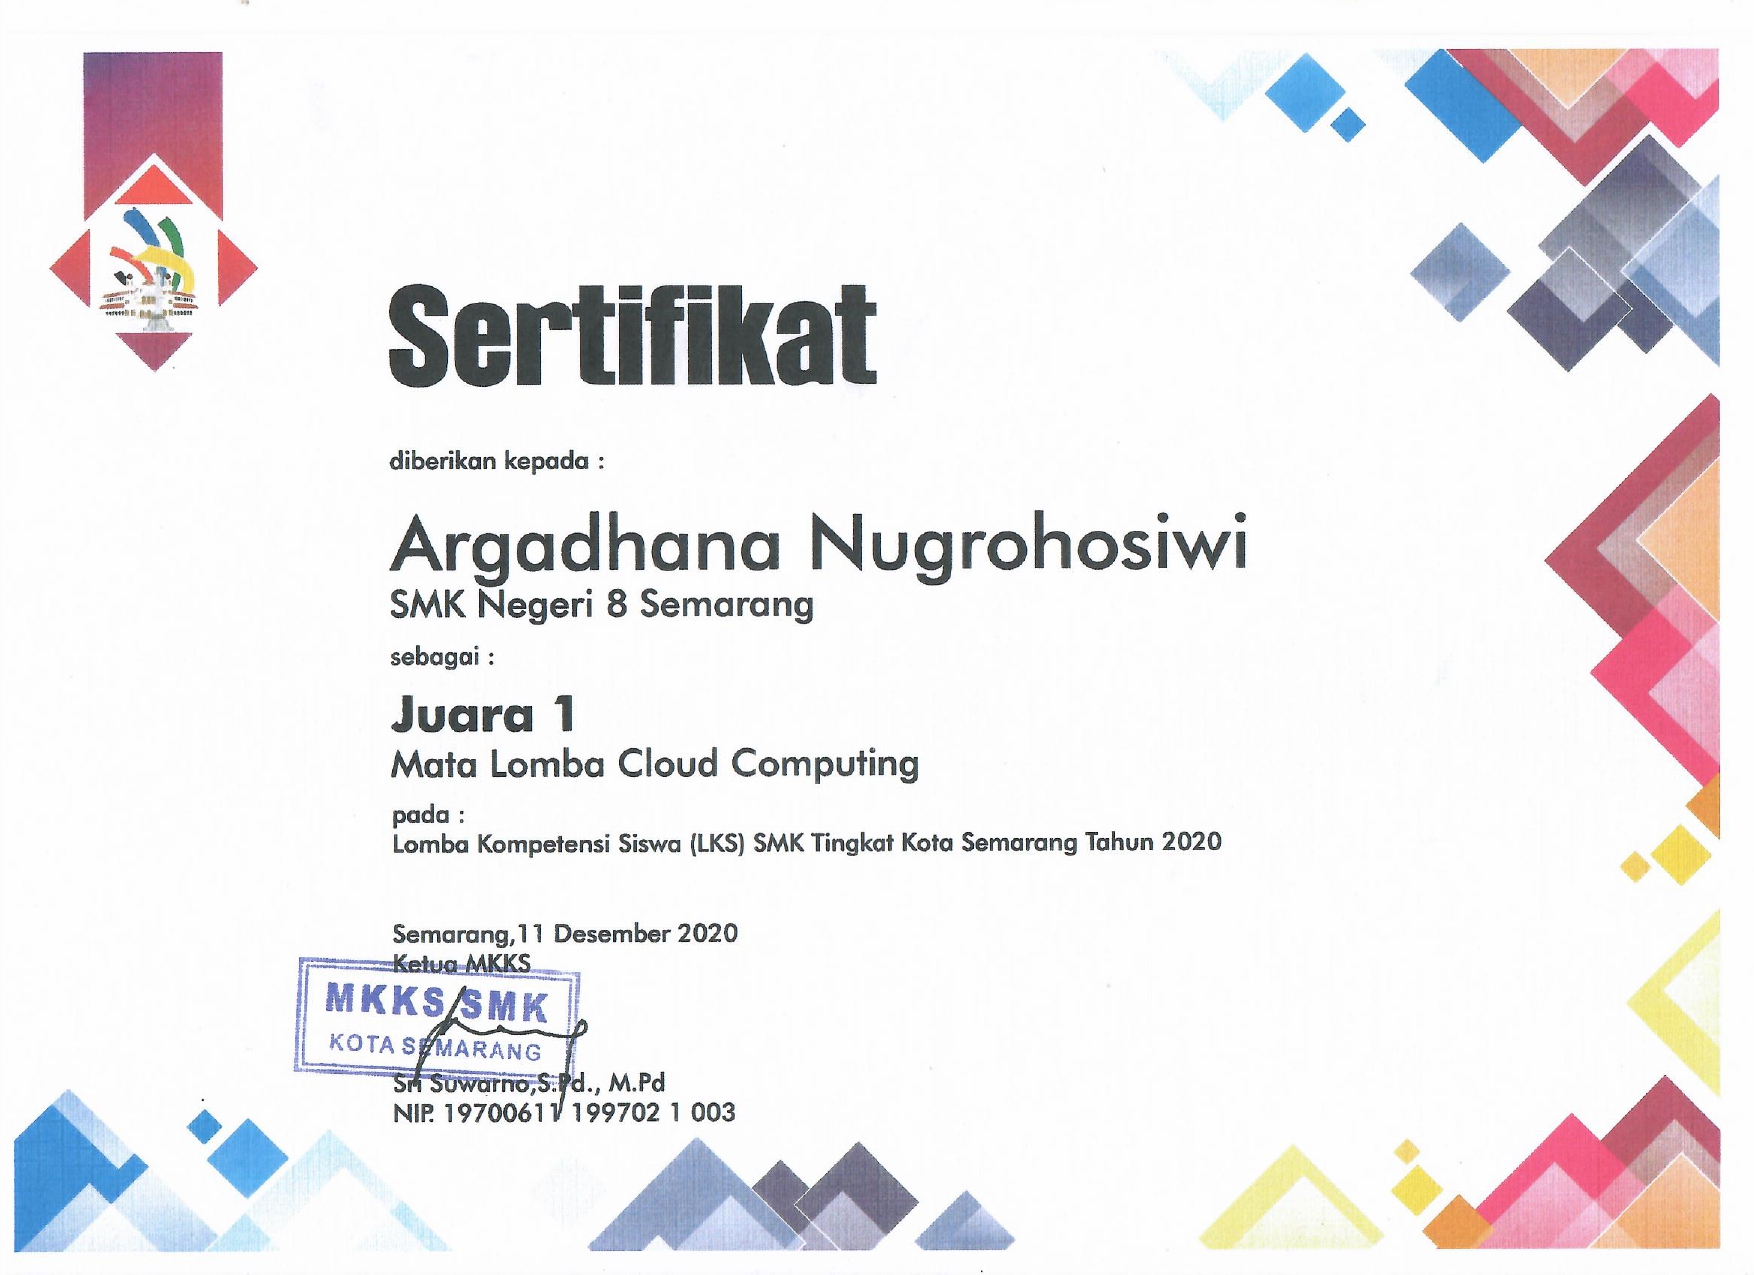 Sertifikat
diberikan kepada :
Argadhana Nugrohosiwi
SMK Negeri 8 Semarang
sebagai :
Juara 1
Mata Lomba Cloud Computing
pada :
Lomba Kompetensi Siswa (LKS) SMK Tingkat Kota Semarang Tahun 2020
Semarang,11 Desember 2020
Ketua MKKS
MKKS SMK
KOTA SEMARANG
Sri Suwarno,S.Pd., M.Pd
NIP. 19700611 199702 1 003